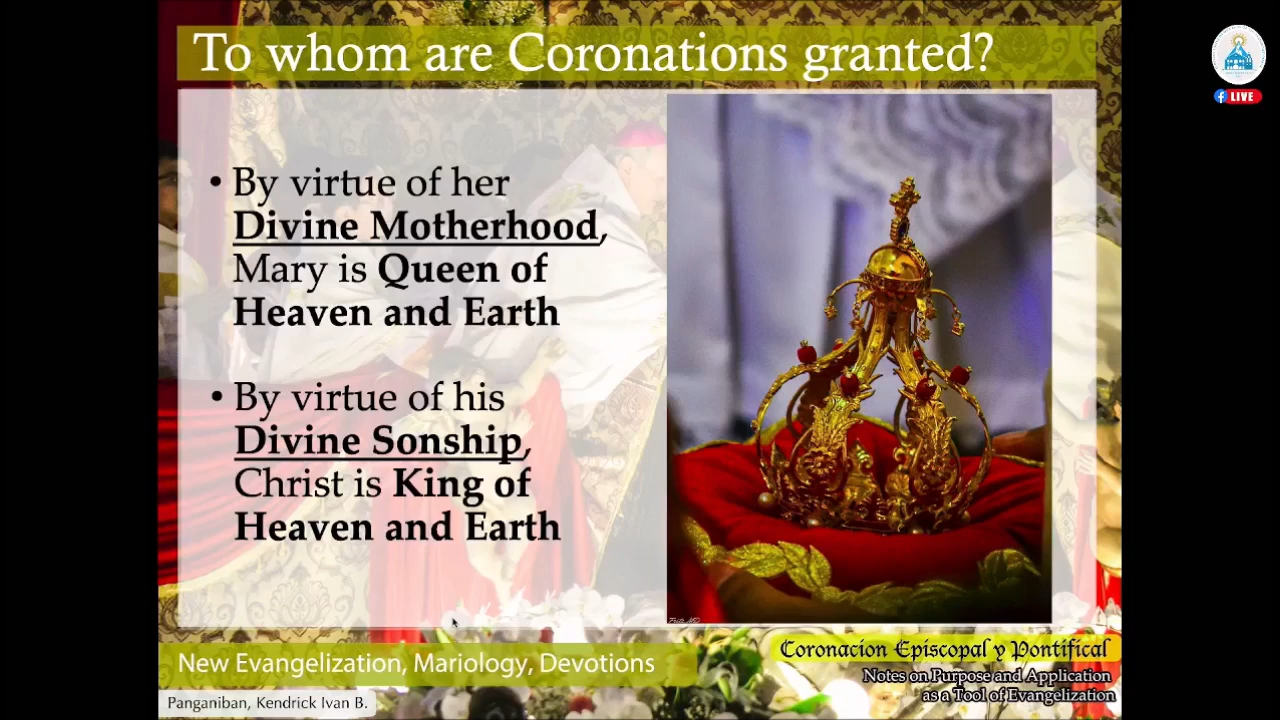 To whom are Coronations granted?
LIVE
• By virtue of her
Divine Motherhood,
Mary is Queen of
Heaven and Earth
• By virtue of his
Divine Sonship,
Christ is King of
Heaven and Earth
New Evangelization, Mariology, Devotions
Coronacion Episcopal y Pontifical
Notes on Purpose and Application
as a Tool of Evangelization
Panganiban, Kendrick Ivan B.